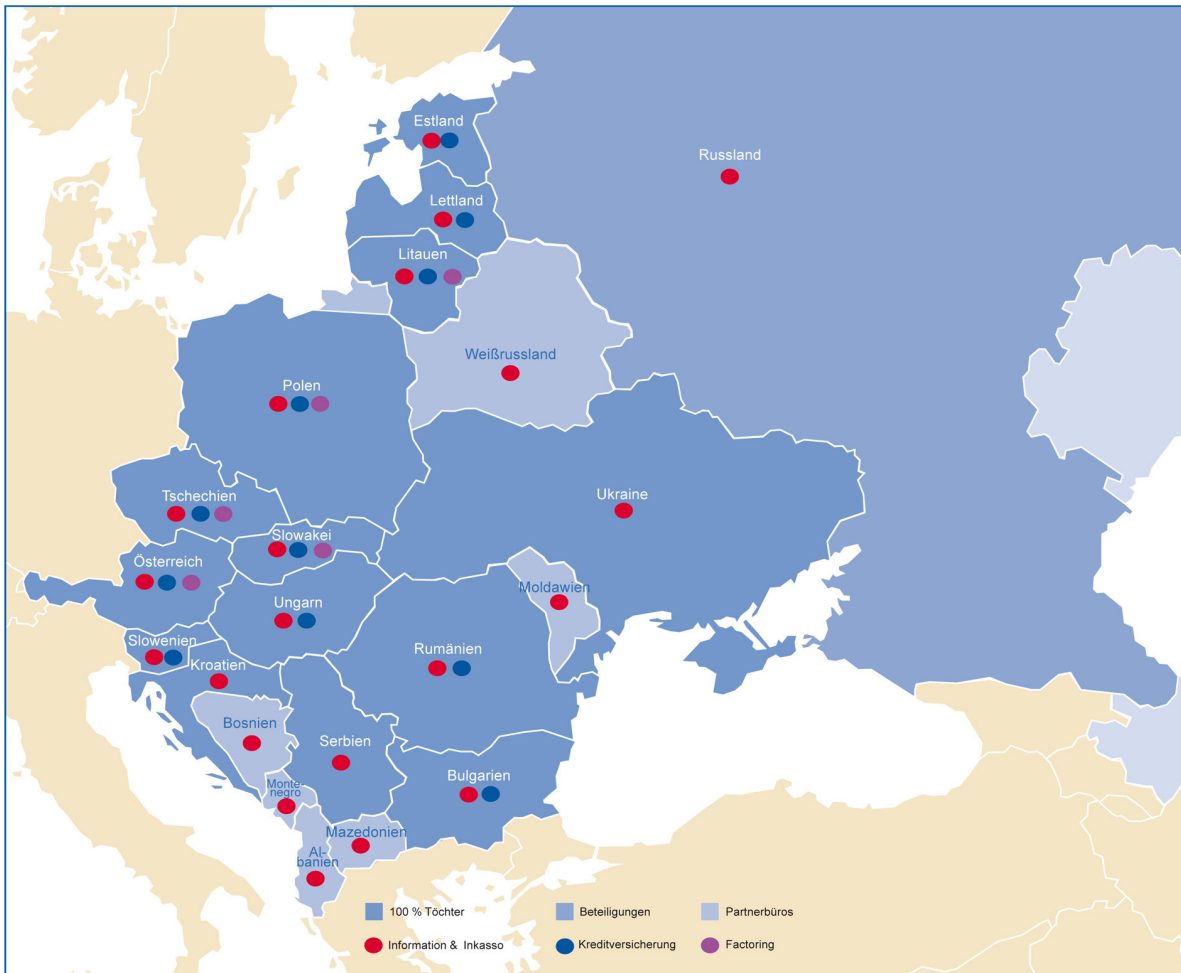 Estland
Russland
Lettland
Litauen
Weißrussland
Polen
Tschechien
Ukraine
Slowakei
Österreich
Moldawien
Ungarn
Slowenien
Rumänien
Kroatien
Bosnien
Serbien
Bulgarien
Monte-
negro
Mazedonien
Al-
banien
100 % Töchter
Beteiligungen
Partnerbüros
Information & Inkasso
Kreditversicherung
Factoring